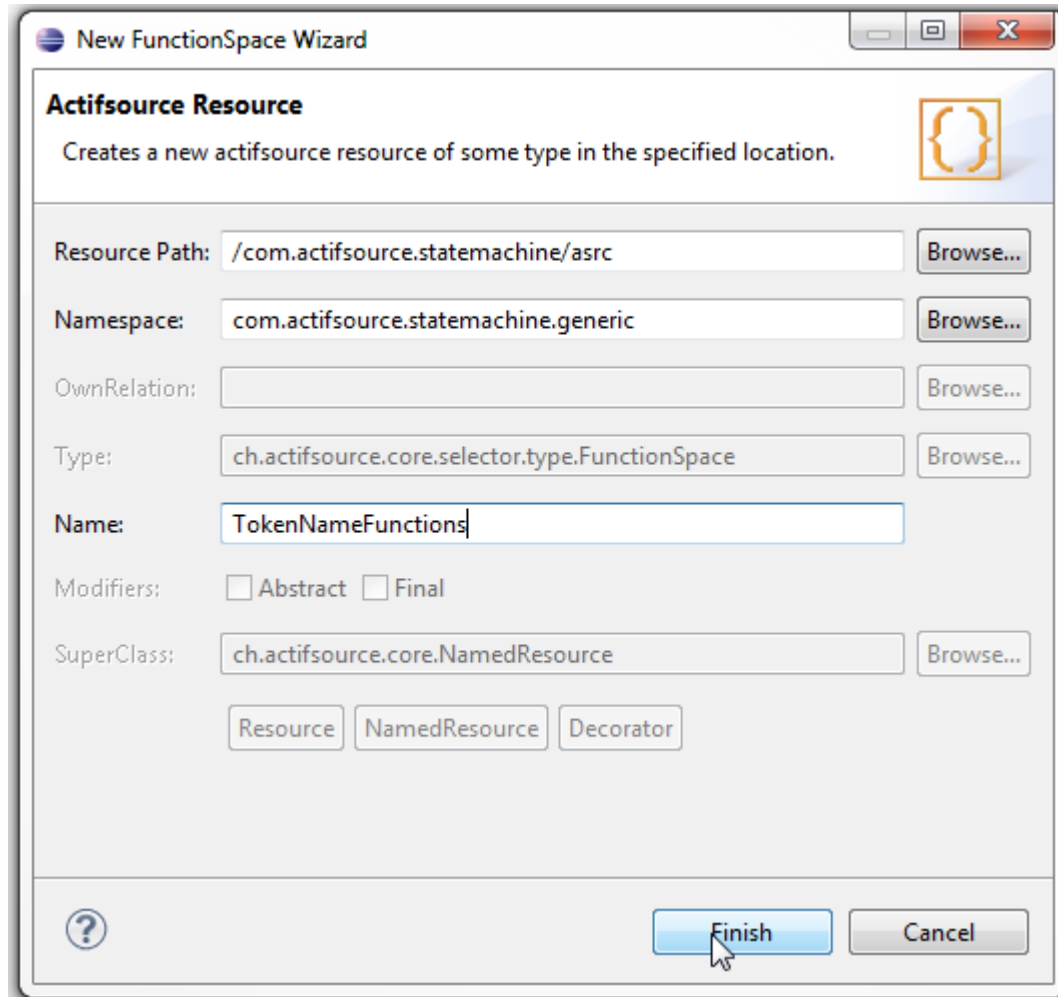 New FunctionSpace Wizard
Actifsource Resource
Creates a new actifsource resource of some type in the specified location.
Resource Path: /com.actifsource.statemachine/asrc Browse...
Namespace: com.actifsource.statemachine.generic Browse...
OwnRelation: Browse...
Type: ch.actifsource.core.selector.type.FunctionSpace Browse...
Name: TokenNameFunctions
Modifiers: Abstract Final
SuperClass: ch.actifsource.core.NamedResource Browse...
Resource NamedResource Decorator
Finish Cancel